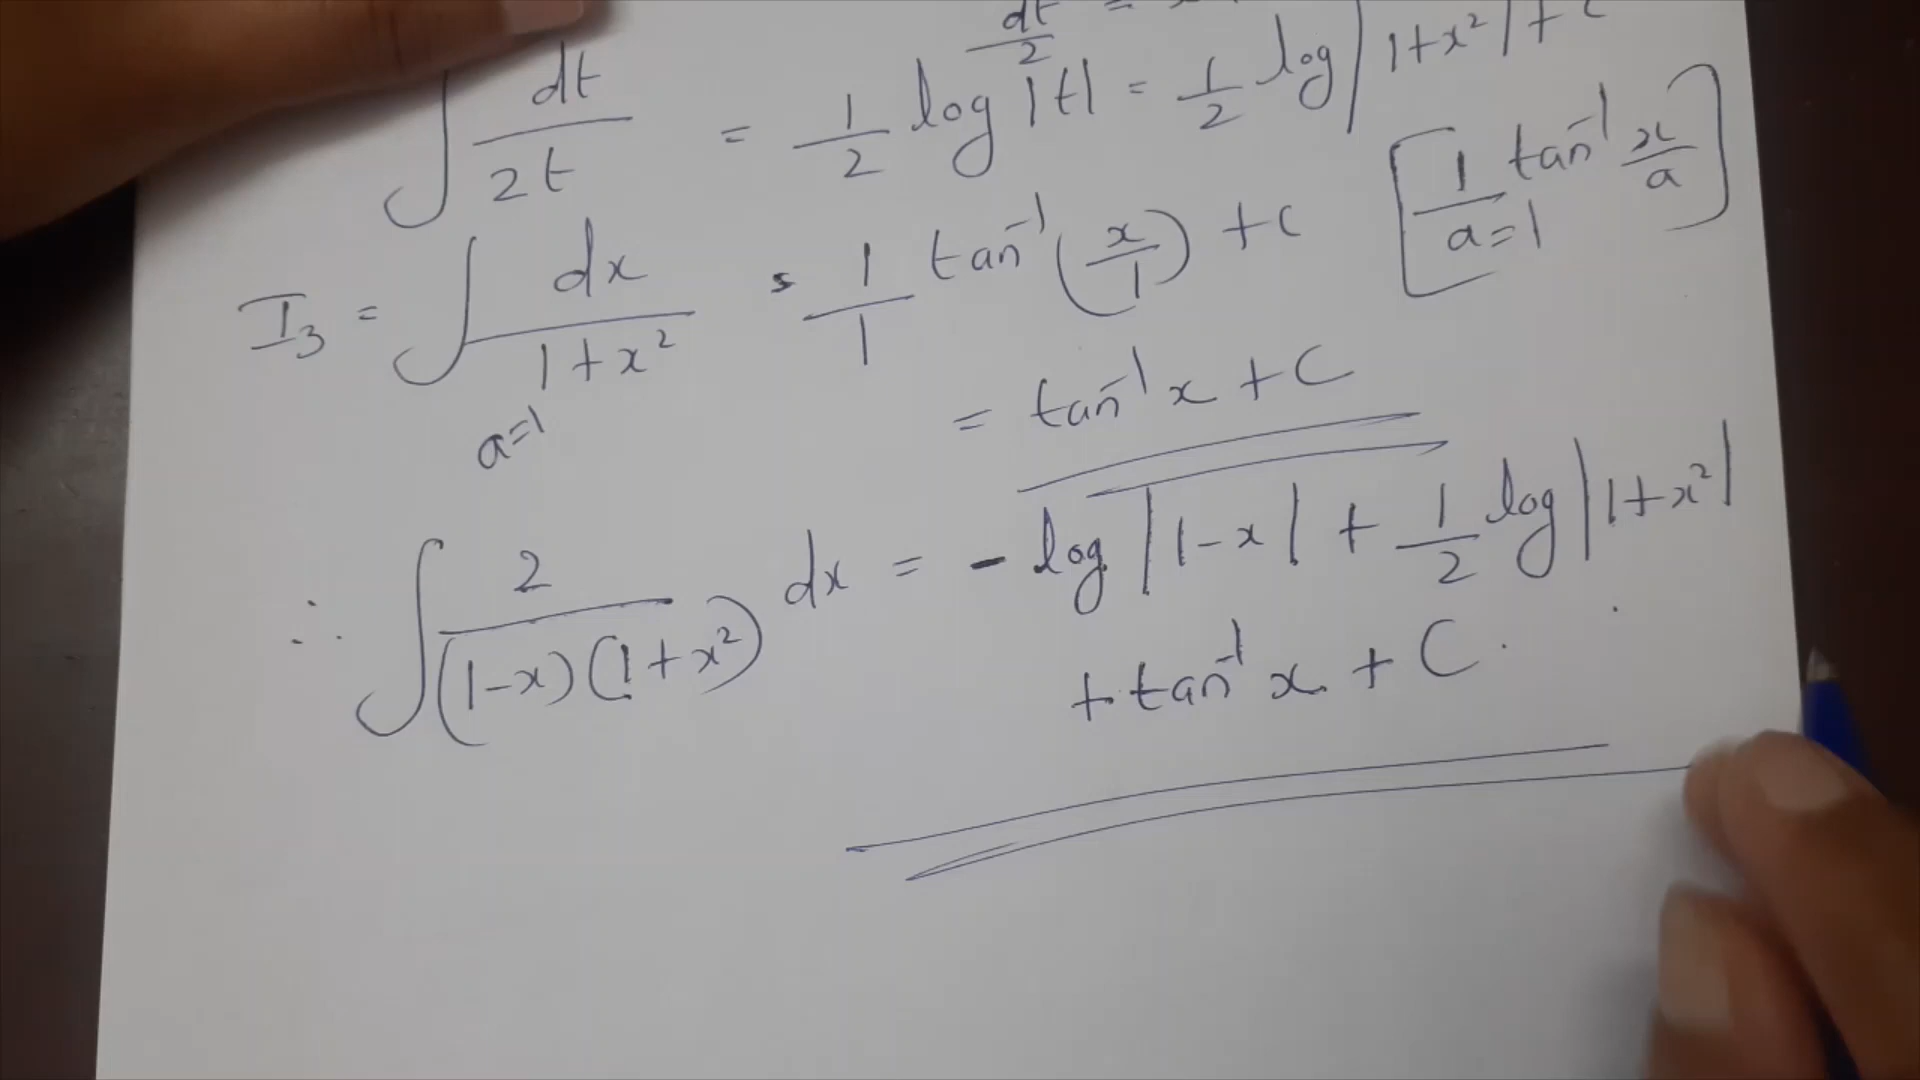 dt/2 =
∫ dt/2t = 1/2 log |t| = 1/2 log |1+x²| + c
I₃ = ∫ dx/1+x² = 1/1 tan⁻¹ (x/1) + c [1/a=1 tan⁻¹ x/a]
a=1
= tan⁻¹ x + C
∴ ∫ 2/(1-x)(1+x²) dx = - log |1-x| + 1/2 log |1+x²|
+ tan⁻¹ x + C.